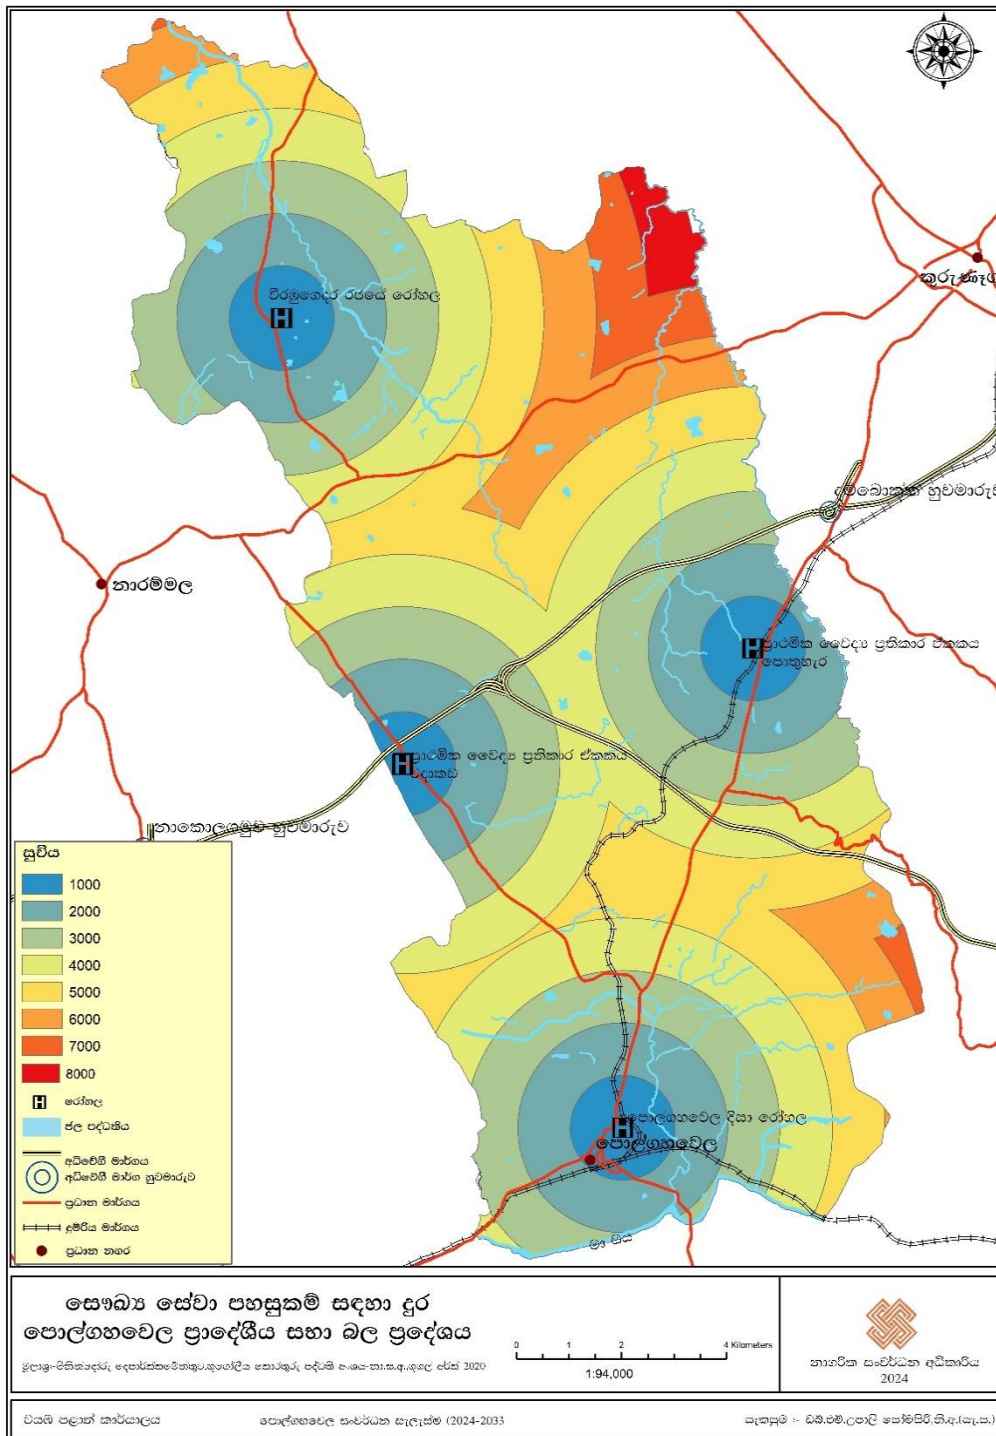 වීරඹුගෙදර රජයේ රෝහල
කුරුණෑග
දඹබොක්ක හුවමාරුව
නාරම්මල
ප්‍රාථමික වෛද්‍ය ප්‍රතිකාර ඒකකය
පොතුහැර
ප්‍රාථමික වෛද්‍ය ප්‍රතිකාර ඒකකය
නාකොලගමුව හුවමාරුව
සුචිය
1000
2000
3000
4000
5000
6000
7000
8000
රෝහල
ජල පද්ධතිය
අධිවේගී මාර්ගය
අධිවේගී මාර්ග හුවමාරුව
ප්‍රධාන මාර්ගය
දුම්රිය මාර්ගය
ප්‍රධාන නගර
පොල්ගහවෙල දිසා රෝහල
පොල්ගහවෙල
මා ඔය
සෞඛ්‍ය සේවා පහසුකම් සඳහා දුර
පොල්ගහවෙල ප්‍රාදේශීය සභා බල ප්‍රදේශය
0 1 2 4 Kilometers
1:94,000
නාගරික සංවර්ධන අධිකාරිය
2024
වයඹ පළාත් කාර්යාලය
පොල්ගහවෙල සංවර්ධන සැලැස්ම (2024-2033